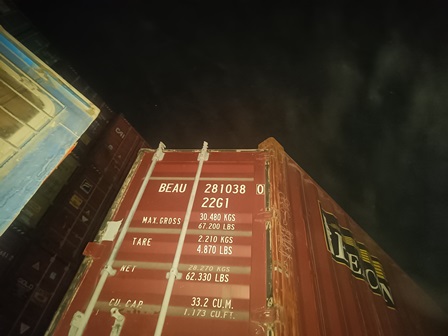 BEAU 281038 0
22G1
MAX.GROSS 30.480 KGS
67.200 LBS
TARE 2.210 KGS
4.870 LBS
NET 28.270 KGS
62.330 LBS
CU.CAP. 33.2 CU.M.
1.173 CU.FT.